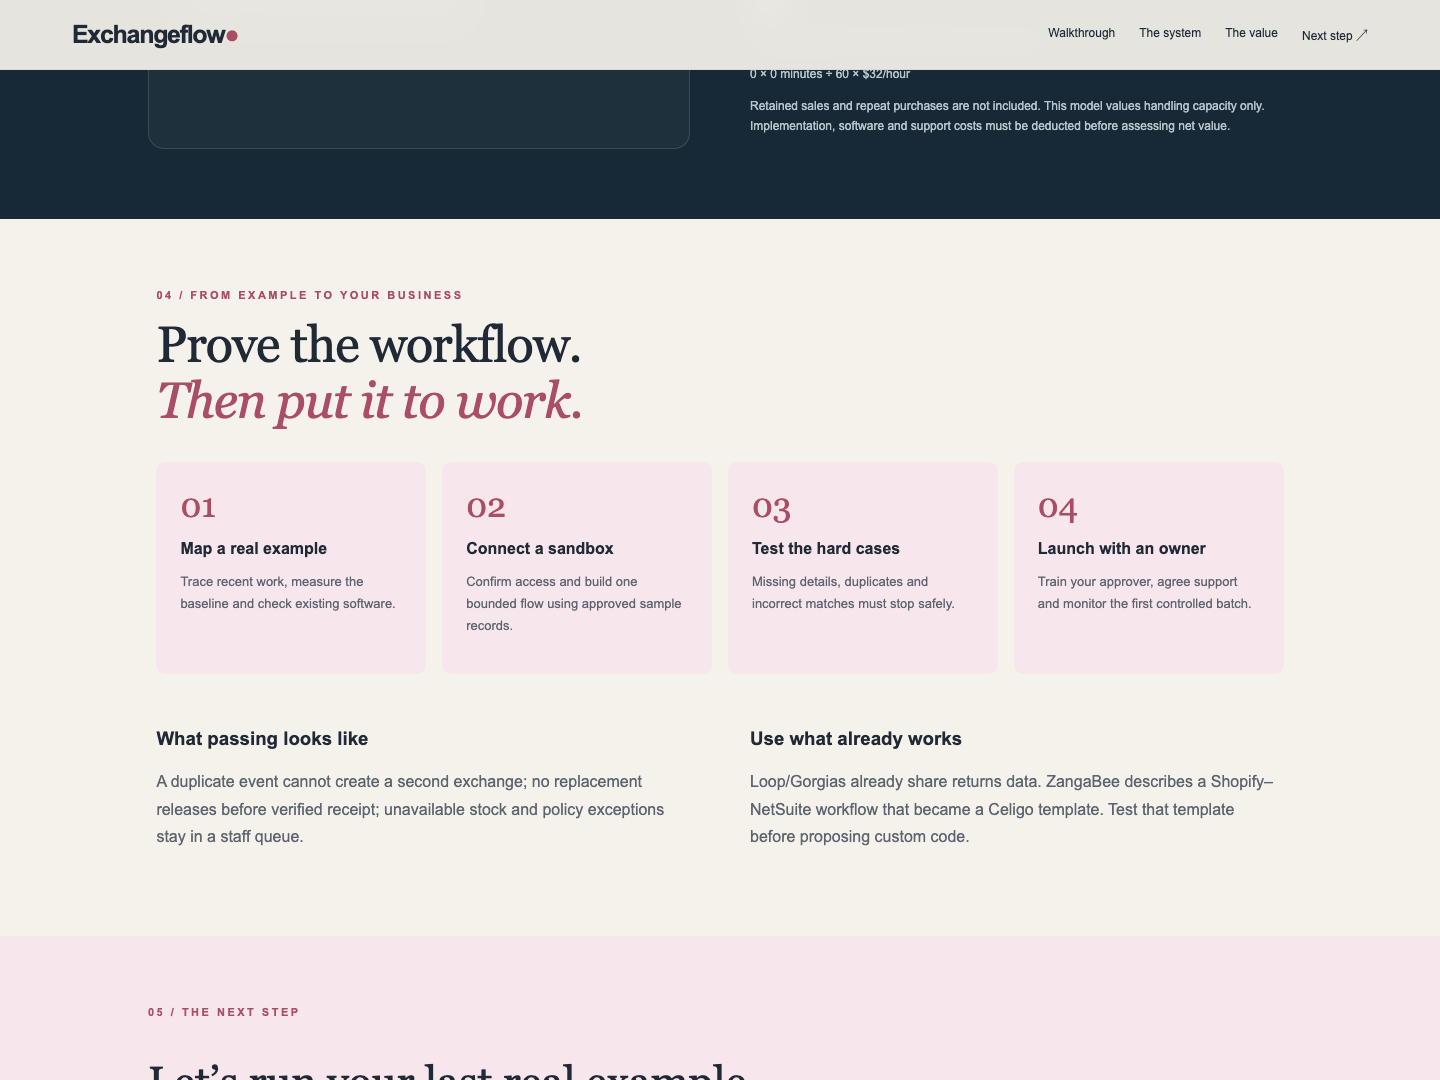 Exchangeflow
Walkthrough
The system
The value
Next step ↗
0 × 0 minutes ÷ 60 × $32/hour
Retained sales and repeat purchases are not included. This model values handling capacity only.
Implementation, software and support costs must be deducted before assessing net value.
04 / FROM EXAMPLE TO YOUR BUSINESS
Prove the workflow.
Then put it to work.
01
Map a real example
Trace recent work, measure the
baseline and check existing software.
02
Connect a sandbox
Confirm access and build one
bounded flow using approved sample
records.
03
Test the hard cases
Missing details, duplicates and
incorrect matches must stop safely.
04
Launch with an owner
Train your approver, agree support
and monitor the first controlled batch.
What passing looks like
A duplicate event cannot create a second exchange; no replacement
releases before verified receipt; unavailable stock and policy exceptions
stay in a staff queue.
Use what already works
Loop/Gorgias already share returns data. ZangaBee describes a Shopify–
NetSuite workflow that became a Celigo template. Test that template
before proposing custom code.
05 / THE NEXT STEP
Let’s run your last real example